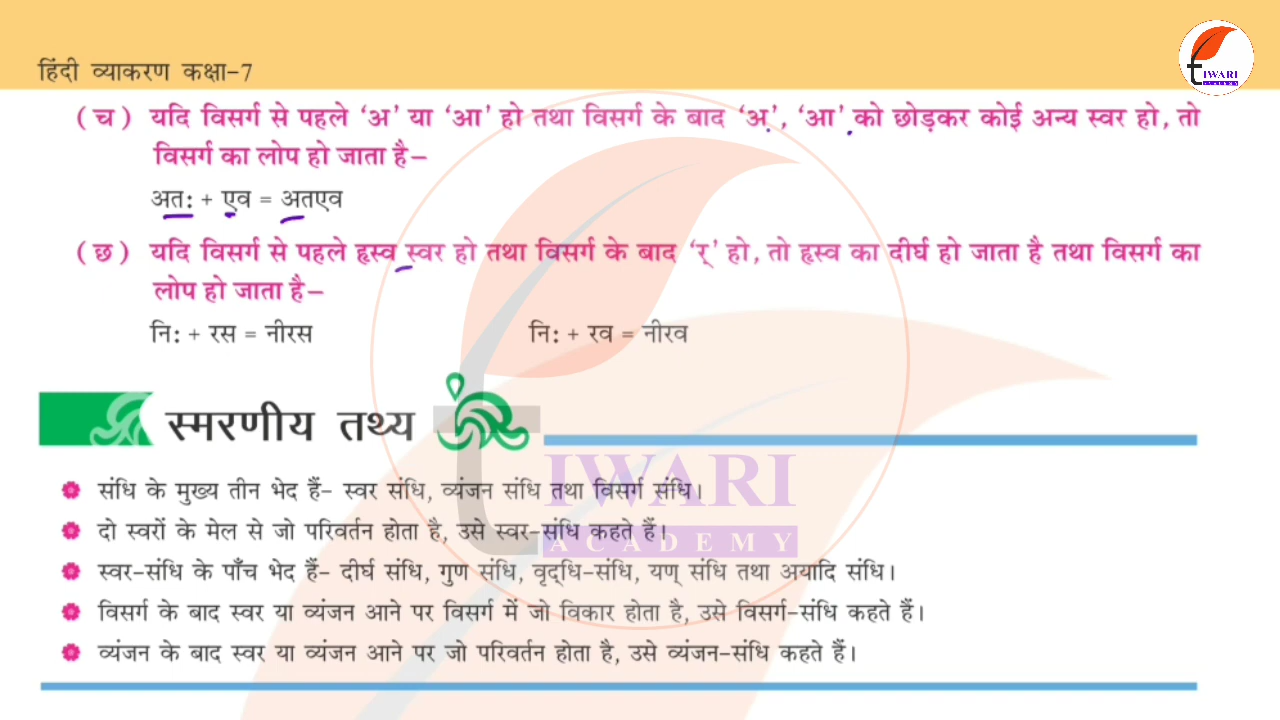 हिंदी व्याकरण कक्षा-7
tIWARI
ACADEMY
(च) यदि विसर्ग से पहले ‘अ’ या ‘आ’ हो तथा विसर्ग के बाद ‘अ’, ‘आ’ को छोड़कर कोई अन्य स्वर हो, तो
विसर्ग का लोप हो जाता है–
अतः + एव = अतएव
(छ) यदि विसर्ग से पहले हृस्व स्वर हो तथा विसर्ग के बाद ‘र्’ हो, तो हृस्व का दीर्घ हो जाता है तथा विसर्ग का
लोप हो जाता है–
निः + रस = नीरस निः + रव = नीरव
स्मरणीय तथ्य
संधि के मुख्य तीन भेद हैं– स्वर संधि, व्यंजन संधि तथा विसर्ग संधि।
दो स्वरों के मेल से जो परिवर्तन होता है, उसे स्वर–संधि कहते हैं।
स्वर–संधि के पाँच भेद हैं– दीर्घ संधि, गुण संधि, वृद्‌धि–संधि, यण् संधि तथा अयादि संधि।
विसर्ग के बाद स्वर या व्यंजन आने पर विसर्ग में जो विकार होता है, उसे विसर्ग–संधि कहते हैं।
व्यंजन के बाद स्वर या व्यंजन आने पर जो परिवर्तन होता है, उसे व्यंजन–संधि कहते हैं।
tIWARI
ACADEMY